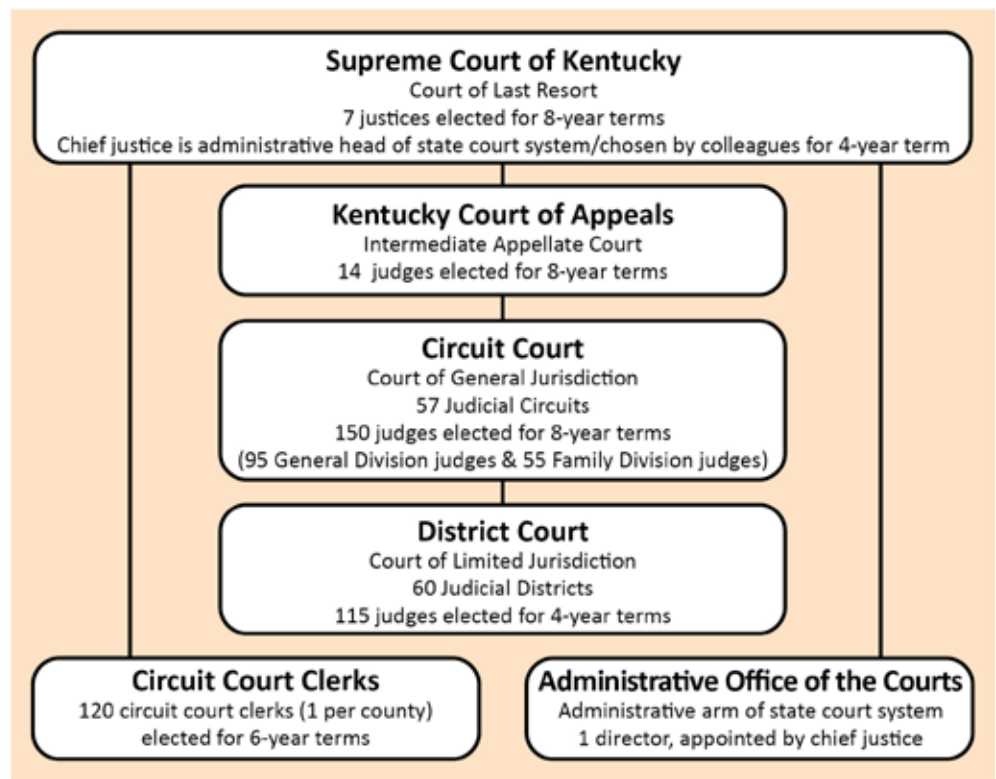 Supreme Court of Kentucky
Court of Last Resort
7 justices elected for 8-year terms
Chief justice is administrative head of state court system/chosen by colleagues for 4-year term
Kentucky Court of Appeals
Intermediate Appellate Court
14 judges elected for 8-year terms
Circuit Court
Court of General Jurisdiction
57 Judicial Circuits
150 judges elected for 8-year terms
(95 General Division judges & 55 Family Division judges)
District Court
Court of Limited Jurisdiction
60 Judicial Districts
115 judges elected for 4-year terms
Circuit Court Clerks
120 circuit court clerks (1 per county)
elected for 6-year terms
Administrative Office of the Courts
Administrative arm of state court system
1 director, appointed by chief justice